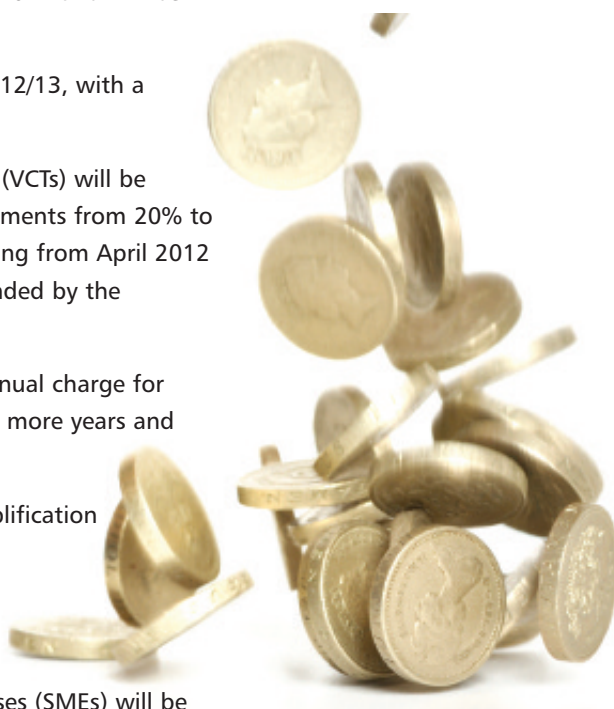 12/13, with a
(VCTs) will be
ments from 20% to
ng from April 2012
ded by the
nual charge for
more years and
plification
ses (SMEs) will be